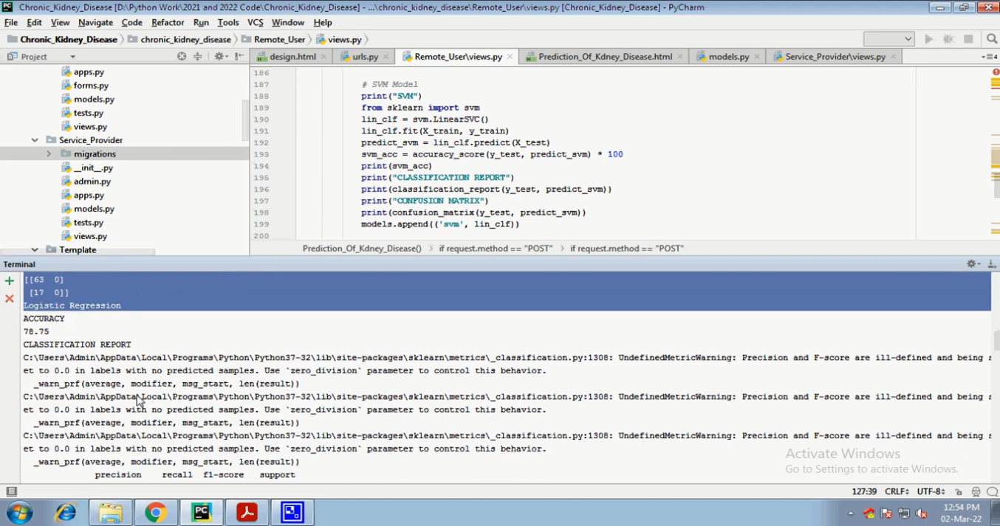 Chronic_Kidney_Disease [D:\Python Work\2021 and 2022 Code\Chronic_Kidney_Disease] - ...\chronic_kidney_disease\Remote_User\views.py [Chronic_Kidney_Disease] - PyCharm
File Edit View Navigate Code Refactor Run Tools VCS Window Help
Chronic_Kidney_Disease chronic_kidney_disease Remote_User views.py
Project design.html urls.py Remote_User\views.py Prediction_Of_Kdney_Disease.html models.py Service_Provider\views.py 4
apps.py
forms.py
models.py
tests.py
views.py
Service_Provider
migrations
__init__.py
admin.py
apps.py
models.py
tests.py
views.py
Template
186
187 # SVM Model
188 print("SVM")
189 from sklearn import svm
190 lin_clf = svm.LinearSVC()
191 lin_clf.fit(X_train, y_train)
192 predict_svm = lin_clf.predict(X_test)
193 svm_acc = accuracy_score(y_test, predict_svm) * 100
194 print(svm_acc)
195 print("CLASSIFICATION REPORT")
196 print(classification_report(y_test, predict_svm))
197 print("CONFUSION MATRIX")
198 print(confusion_matrix(y_test, predict_svm))
199 models.append(('svm', lin_clf))
200
Prediction_Of_Kdney_Disease() if request.method == "POST" if request.method == "POST"
Terminal
[[63 0]
[17 0]]
Logistic Regression
ACCURACY
78.75
CLASSIFICATION REPORT
C:\Users\Admin\AppData\Local\Programs\Python\Python37-32\lib\site-packages\sklearn\metrics\_classification.py:1308: UndefinedMetricWarning: Precision and F-score are ill-defined and being s
et to 0.0 in labels with no predicted samples. Use `zero_division` parameter to control this behavior.
_warn_prf(average, modifier, msg_start, len(result))
C:\Users\Admin\AppData\Local\Programs\Python\Python37-32\lib\site-packages\sklearn\metrics\_classification.py:1308: UndefinedMetricWarning: Precision and F-score are ill-defined and being s
et to 0.0 in labels with no predicted samples. Use `zero_division` parameter to control this behavior.
_warn_prf(average, modifier, msg_start, len(result))
C:\Users\Admin\AppData\Local\Programs\Python\Python37-32\lib\site-packages\sklearn\metrics\_classification.py:1308: UndefinedMetricWarning: Precision and F-score are ill-defined and being s
et to 0.0 in labels with no predicted samples. Use `zero_division` parameter to control this behavior.
_warn_prf(average, modifier, msg_start, len(result))
precision recall f1-score support
Activate Windows
Go to Settings to activate Windows.
127:39 CRLF UTF-8
12:54 PM
02-Mar-22